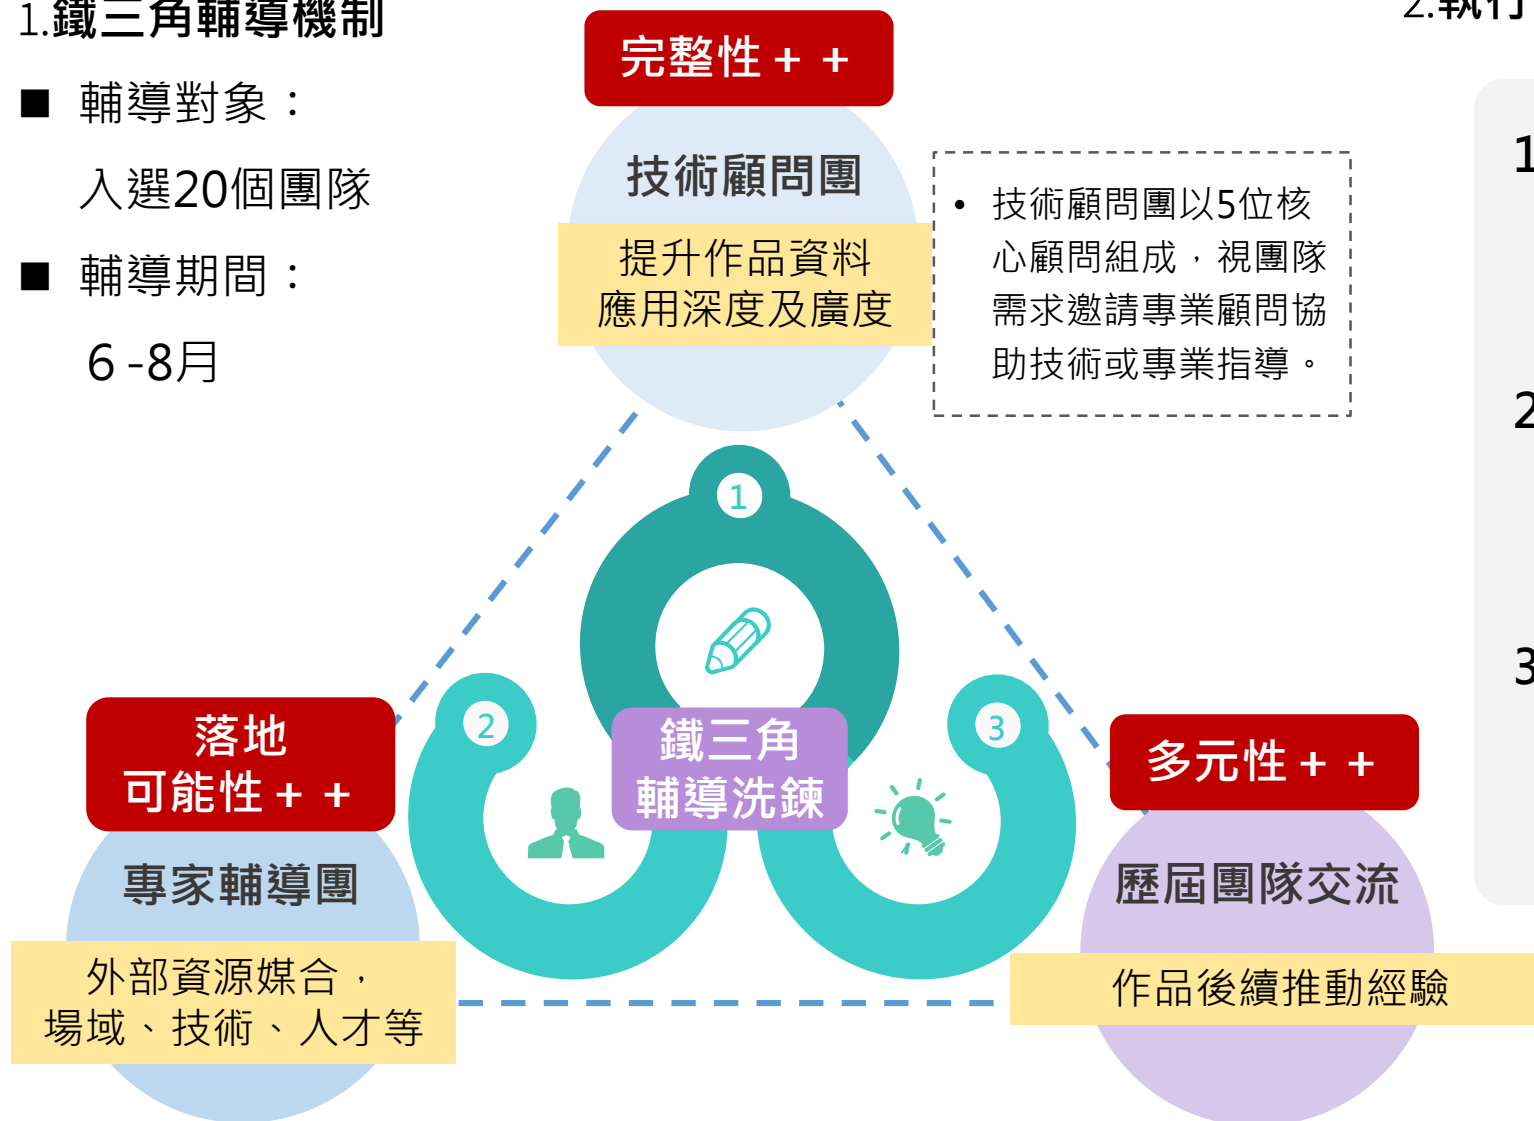 1.鐵三角輔導機制
■ 輔導對象：
入選20個團隊
■ 輔導期間：
６-8月
完整性＋＋
技術顧問團
提升作品資料
應用深度及廣度
• 技術顧問團以5位核
心顧問組成，視團隊
需求邀請專業顧問協
助技術或專業指導。
1
2
3
鐵三角
輔導洗鍊
落地
可能性＋＋
專家輔導團
外部資源媒合，
場域、技術、人才等
多元性＋＋
歷屆團隊交流
作品後續推動經驗
2.執行
1
2
3